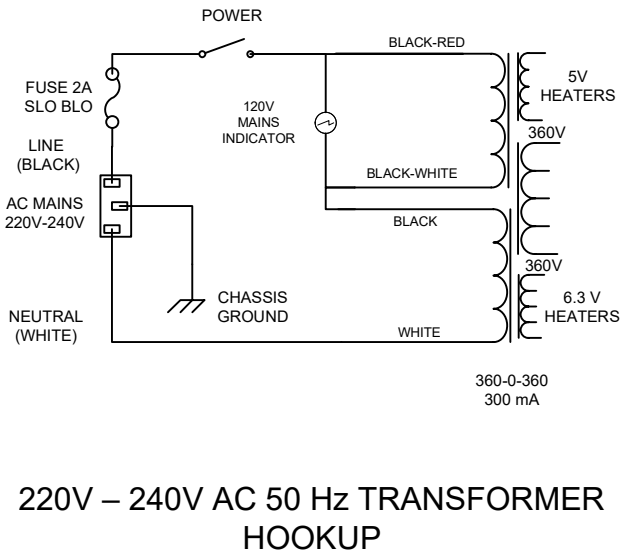 POWER
BLACK-RED
FUSE 2A
SLO BLO
5V
HEATERS
120V
MAINS
INDICATOR
360V
LINE
(BLACK)
BLACK-WHITE
AC MAINS
220V-240V
BLACK
360V
CHASSIS
GROUND
6.3 V
HEATERS
NEUTRAL
(WHITE)
WHITE
360-0-360
300 mA
220V – 240V AC 50 Hz TRANSFORMER
HOOKUP